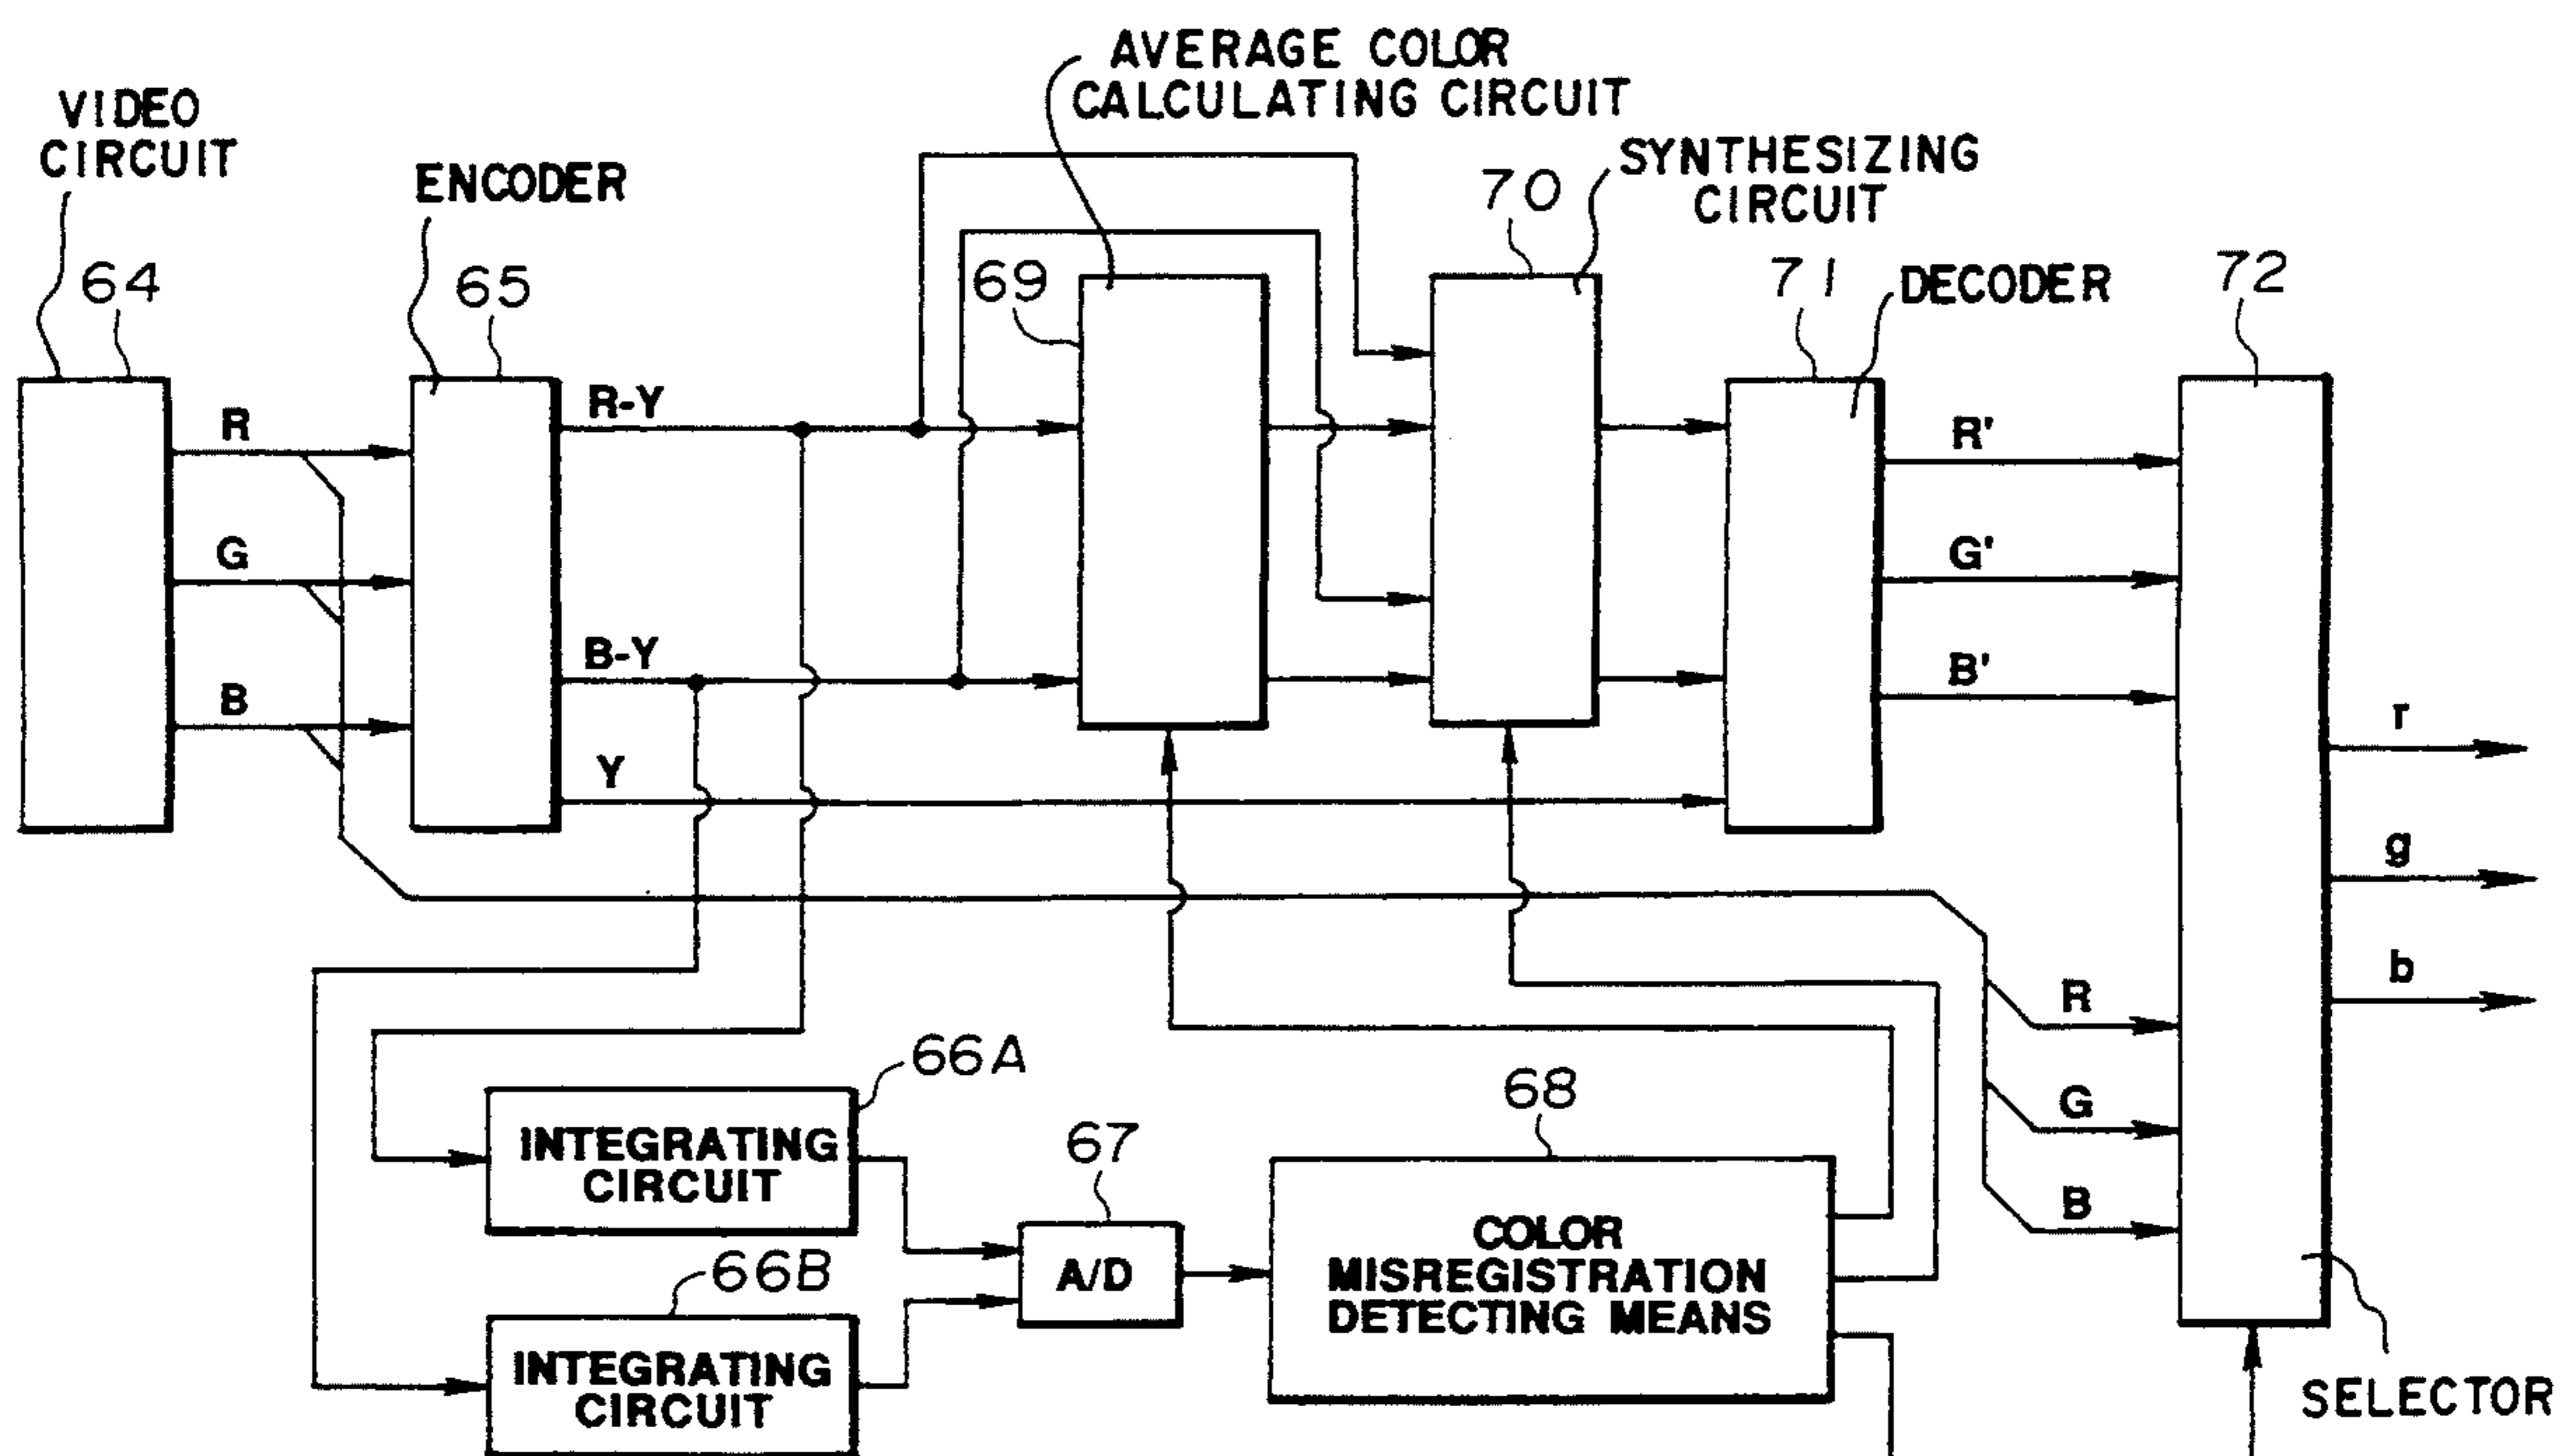 AVERAGE COLOR
CALCULATING CIRCUIT
VIDEO
CIRCUIT
ENCODER
SYNTHESIZING
CIRCUIT
70
64
65
69
71
DECODER
72
R
R-Y
R'
G
G'
B-Y
B'
B
r
Y
g
b
R
66A
68
G
67
INTEGRATING
CIRCUIT
B
COLOR
MISREGISTRATION
DETECTING MEANS
66B
A/D
INTEGRATING
CIRCUIT
SELECTOR